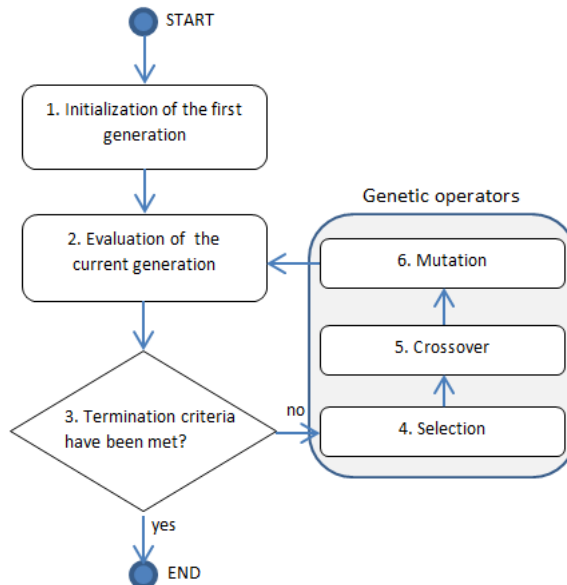 START
1. Initialization of the first
generation
2. Evaluation of the
current generation
3. Termination criteria
have been met?
yes
END
no
Genetic operators
6. Mutation
5. Crossover
4. Selection